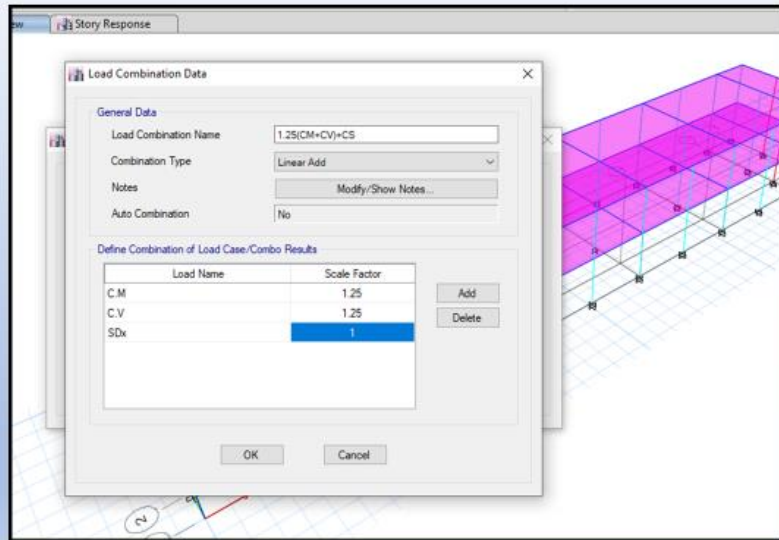 ew
Story Response
Load Combination Data
General Data
Load Combination Name 1.25(CM+CV)+CS
Combination Type Linear Add
Notes Modify/Show Notes...
Auto Combination No
Define Combination of Load Case/Combo Results
Load Name Scale Factor
C.M 1.25 Add
C.V 1.25 Delete
SDx 1
OK Cancel
2